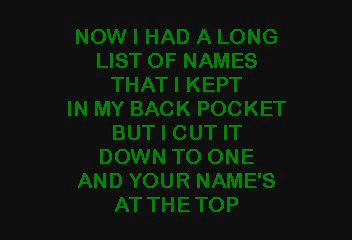 NOW I HAD A LONG
LIST OF NAMES
THAT I KEPT
IN MY BACK POCKET
BUT I CUT IT
DOWN TO ONE
AND YOUR NAME'S
AT THE TOP